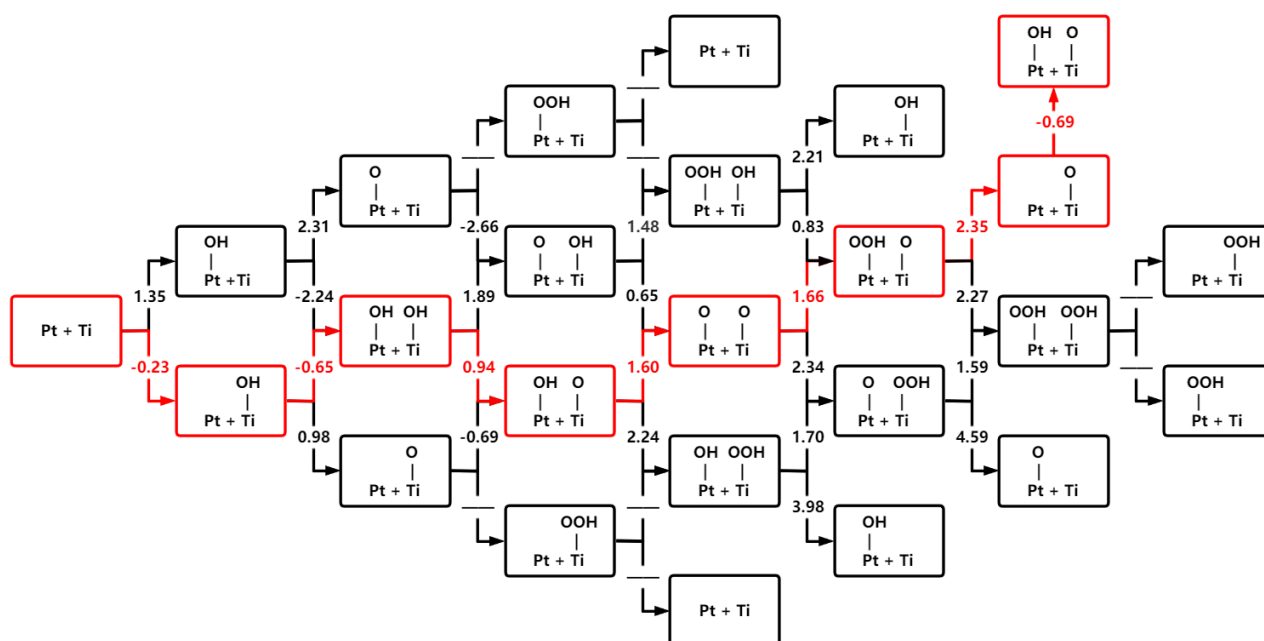 Pt + Ti
OH O
Pt + Ti
OOH
Pt + Ti
OH
Pt + Ti
-0.69
O
Pt + Ti
OOH OH
Pt + Ti
2.21
O
Pt + Ti
2.31
-2.66
1.48
0.83
2.35
OH
Pt +Ti
O OH
Pt + Ti
OOH O
Pt + Ti
OOH
Pt + Ti
1.35
-2.24
1.89
0.65
1.66
2.27
Pt + Ti
OH OH
Pt + Ti
O O
Pt + Ti
OOH OOH
Pt + Ti
-0.23
-0.65
0.94
1.60
2.34
1.59
OH
Pt + Ti
OH O
Pt + Ti
O OOH
Pt + Ti
OOH
Pt + Ti
0.98
-0.69
2.24
1.70
4.59
O
Pt + Ti
OH OOH
Pt + Ti
O
Pt + Ti
3.98
OOH
Pt + Ti
OH
Pt + Ti
Pt + Ti